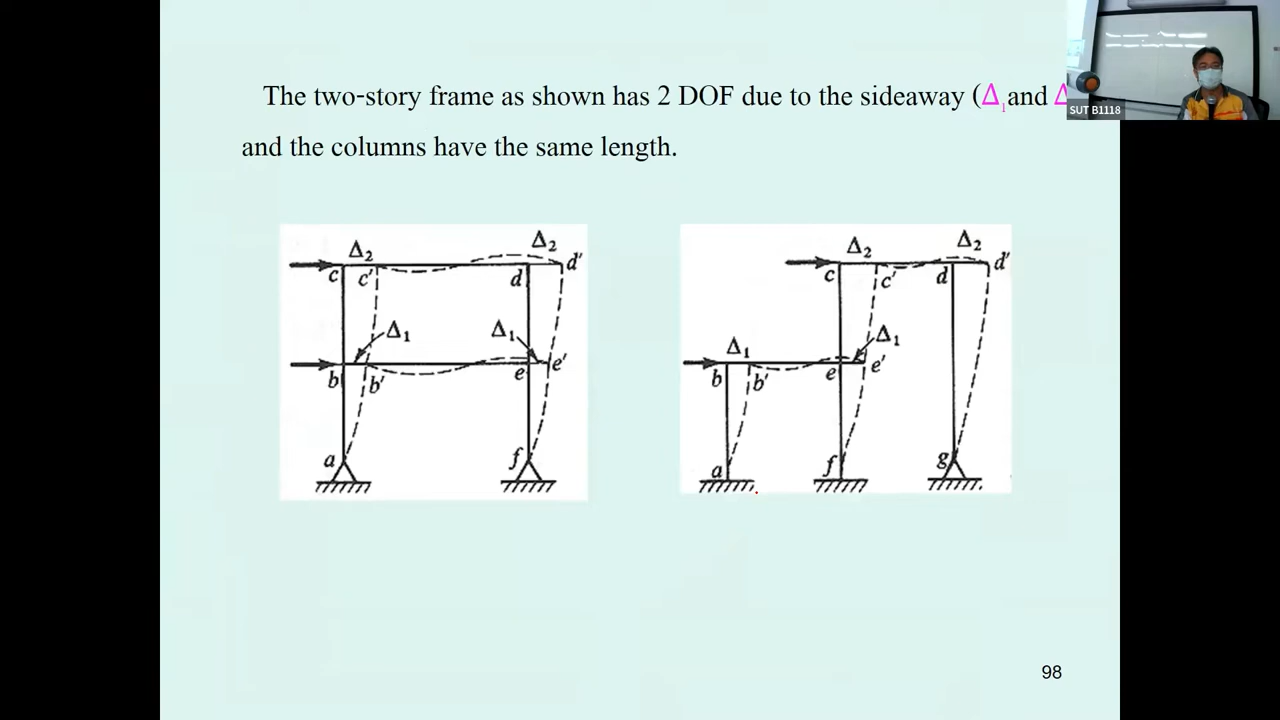 The two-story frame as shown has 2 DOF due to the sideaway (Δ1 and Δ
and the columns have the same length.
SUT B1118
Δ2
Δ2
c
c'
d
d'
Δ1
Δ1
b
b'
e
e'
a
f
Δ2
Δ2
c
c'
d
d'
Δ1
Δ1
b
b'
e
e'
a
f
g
98